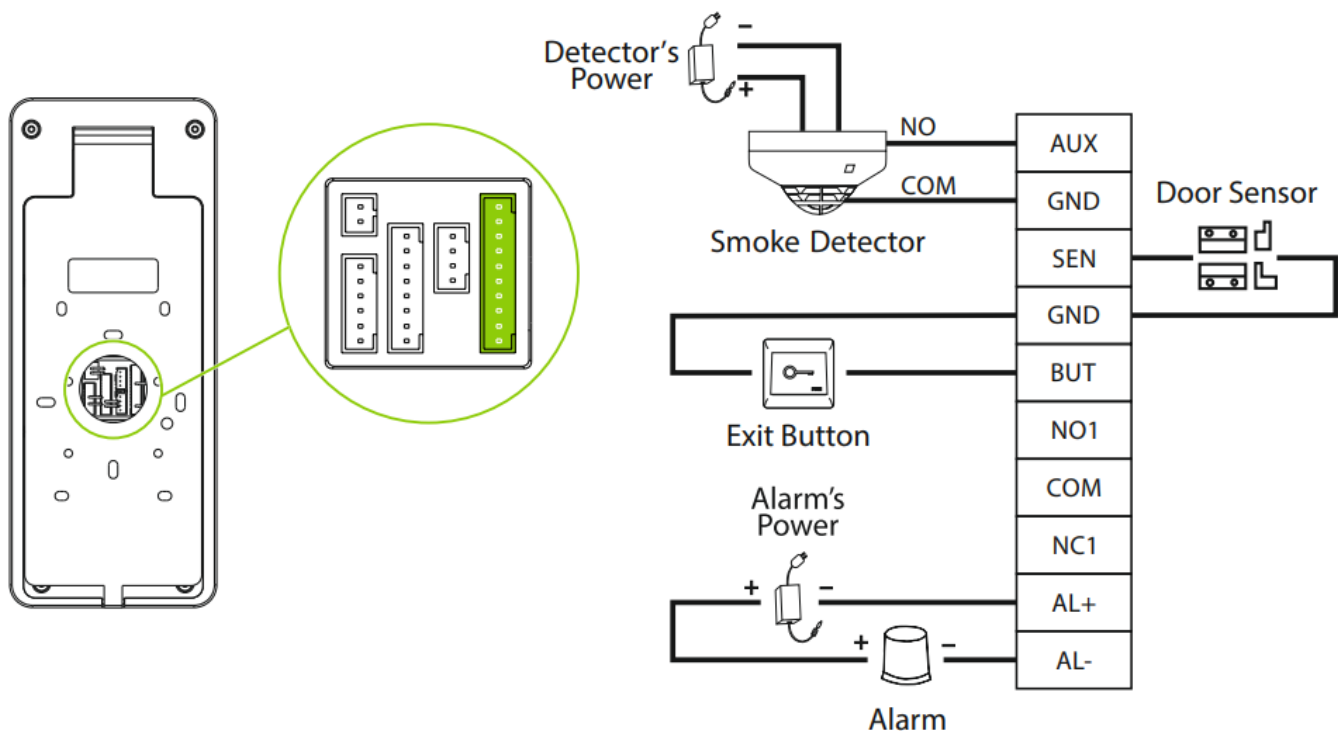 Detector's
Power
−
+
NO
COM
Smoke Detector
AUX
GND
SEN
GND
BUT
NO1
COM
NC1
AL+
AL-
Door Sensor
Exit Button
Alarm's
Power
+
−
+
−
Alarm